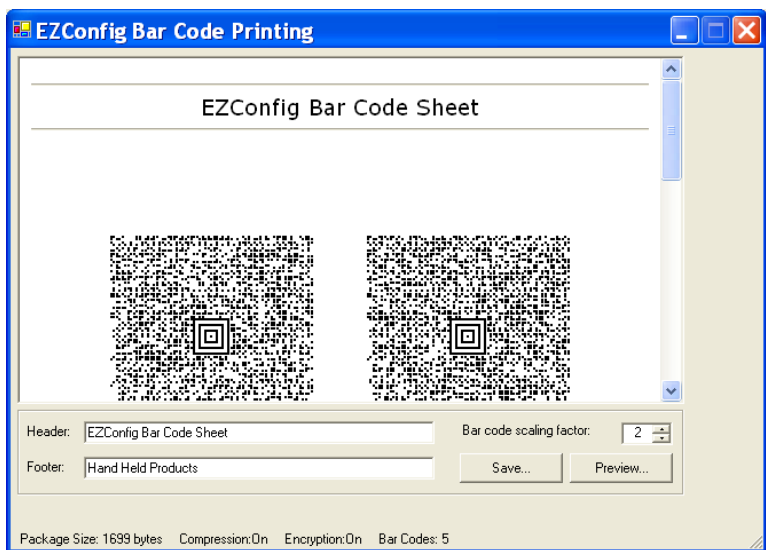 EZConfig Bar Code Printing
EZConfig Bar Code Sheet
Header: EZConfig Bar Code Sheet Bar code scaling factor: 2
Footer: Hand Held Products Save... Preview...
Package Size: 1699 bytes Compression:On Encryption:On Bar Codes: 5